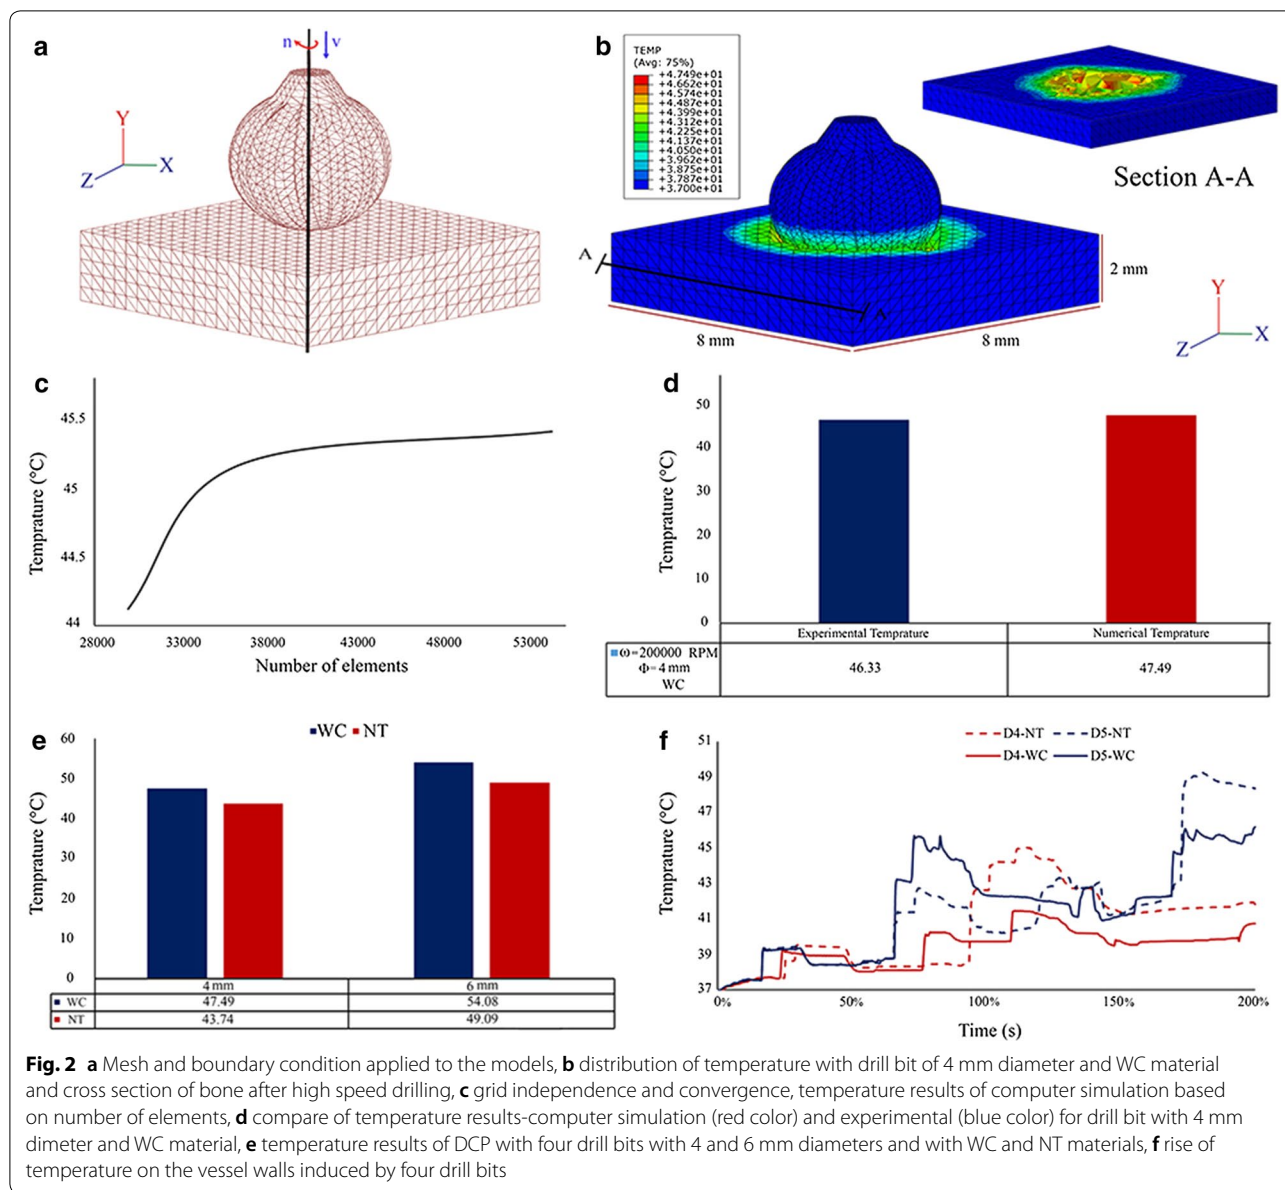 a
n
v
Y
X
Z
b
TEMP
(Avg: 75%)
+4.749e+01
+4.662e+01
+4.574e+01
+4.487e+01
+4.399e+01
+4.312e+01
+4.225e+01
+4.137e+01
+4.050e+01
+3.962e+01
+3.875e+01
+3.787e+01
+3.700e+01
Section A-A
A
A
2 mm
8 mm
8 mm
Y
X
Z
c
Temprature (°C)
45.5
45
44.5
44
28000 33000 38000 43000 48000 53000
Number of elements
d
Temprature (°C)
50
40
30
20
10
0
Experimental Temprature Numerical Temprature
ω=200000 RPM
Φ=4 mm
WC
46.33 47.49
e
WC NT
Temprature (°C)
60
50
40
30
20
10
0
4 mm 6 mm
WC 47.49 54.08
NT 43.74 49.09
f
D4-NT D5-NT
D4-WC D5-WC
Temprature (°C)
51
49
47
45
43
41
39
37
0% 50% 100% 150% 200%
Time (s)
Fig. 2 a Mesh and boundary condition applied to the models, b distribution of temperature with drill bit of 4 mm diameter and WC material
and cross section of bone after high speed drilling, c grid independence and convergence, temperature results of computer simulation based
on number of elements, d compare of temperature results-computer simulation (red color) and experimental (blue color) for drill bit with 4 mm
dimeter and WC material, e temperature results of DCP with four drill bits with 4 and 6 mm diameters and with WC and NT materials, f rise of
temperature on the vessel walls induced by four drill bits